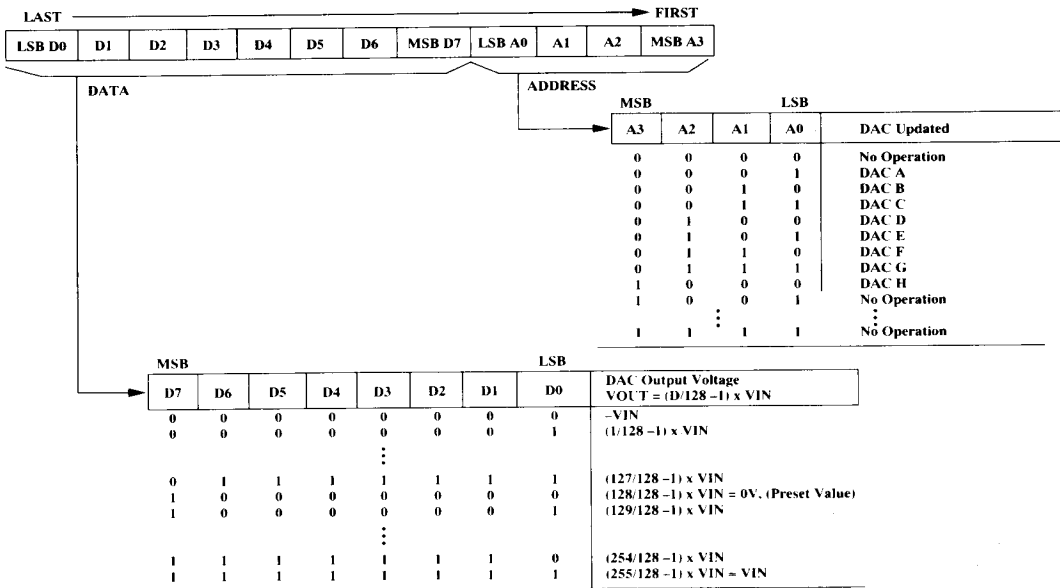 LAST FIRST
LSB D0 D1 D2 D3 D4 D5 D6 MSB D7 LSB A0 A1 A2 MSB A3
DATA ADDRESS
MSB LSB
A3 A2 A1 A0 DAC Updated
0 0 0 0 No Operation
0 0 0 1 DAC A
0 0 1 0 DAC B
0 0 1 1 DAC C
0 1 0 0 DAC D
0 1 0 1 DAC E
0 1 1 0 DAC F
0 1 1 1 DAC G
1 0 0 0 DAC H
1 0 0 1 No Operation
⋮ ⋮
1 1 1 1 No Operation
MSB LSB
D7 D6 D5 D4 D3 D2 D1 D0 DAC Output Voltage
VOUT = (D/128 –1) x VIN
0 0 0 0 0 0 0 0 –VIN
0 0 0 0 0 0 0 1 (1/128 –1) x VIN
⋮
0 1 1 1 1 1 1 1 (127/128 –1) x VIN
1 0 0 0 0 0 0 0 (128/128 –1) x VIN = 0V, (Preset Value)
1 0 0 0 0 0 0 1 (129/128 –1) x VIN
⋮
1 1 1 1 1 1 1 0 (254/128 –1) x VIN
1 1 1 1 1 1 1 1 (255/128 –1) x VIN ≈ VIN